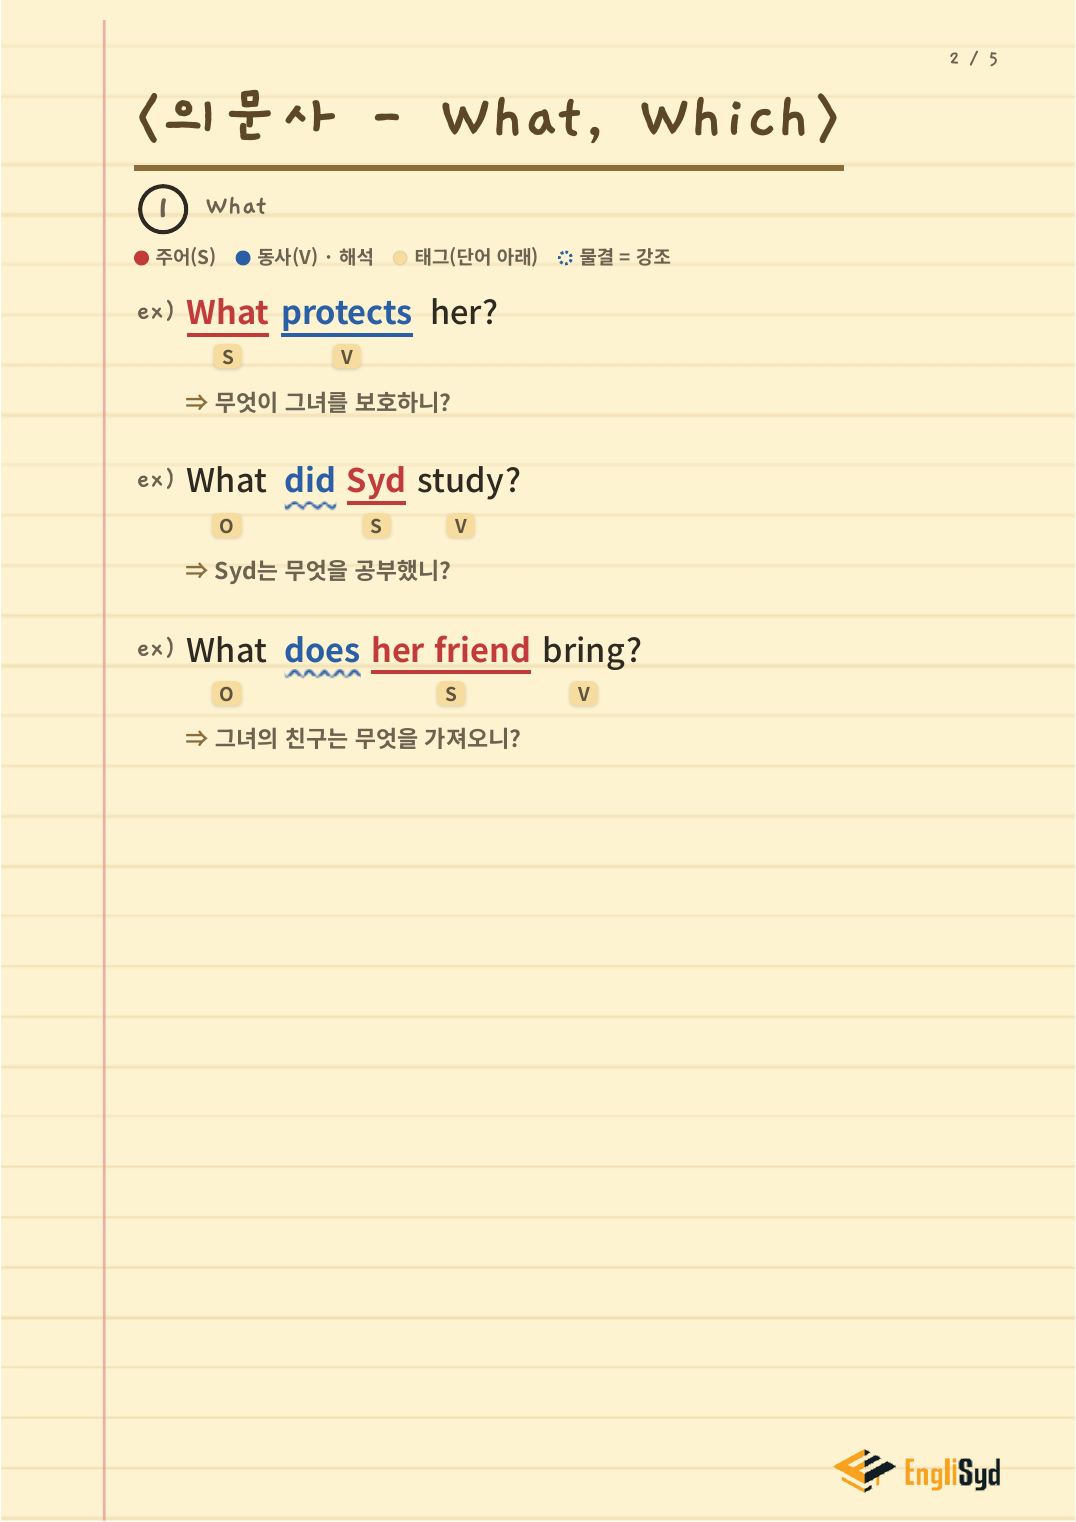 2 / 5
<의문사 - What, Which>
1 What
주어(S) 동사(V) · 해석 태그(단어 아래) 물결 = 강조
ex) What protects her?
S V
⇒ 무엇이 그녀를 보호하니?
ex) What did Syd study?
O S V
⇒ Syd는 무엇을 공부했니?
ex) What does her friend bring?
O S V
⇒ 그녀의 친구는 무엇을 가져오니?
EngliSyd